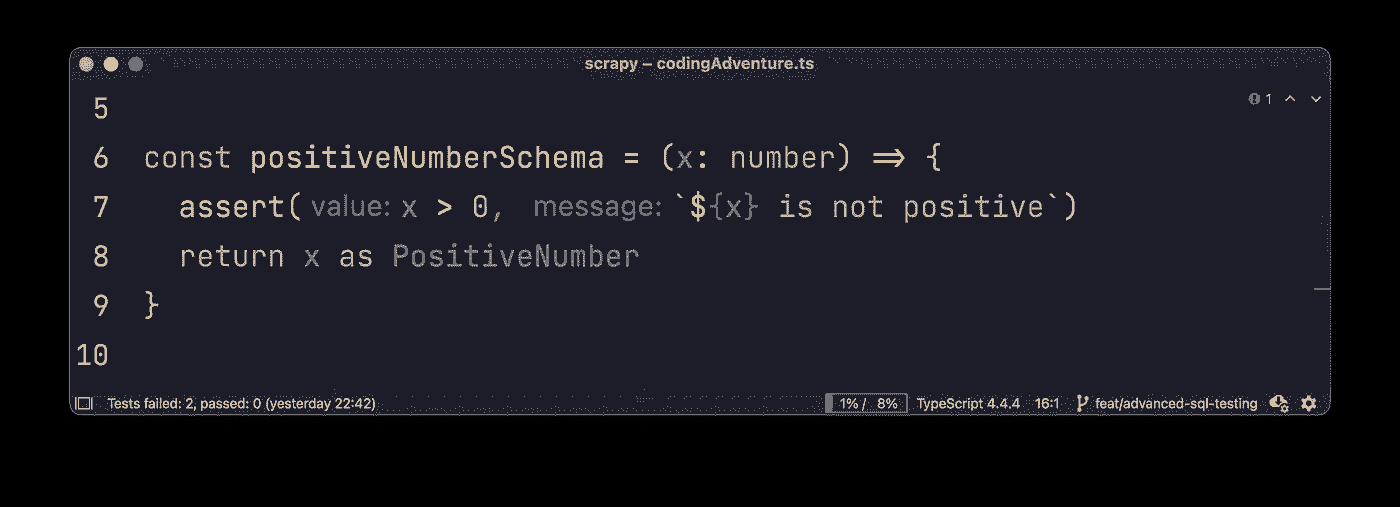 scrapy – codingAdventure.ts
5
1
6 const positiveNumberSchema = (x: number) => {
7 assert( value: x > 0, message: `${x} is not positive`)
8 return x as PositiveNumber
9 }
10
Tests failed: 2, passed: 0 (yesterday 22:42) 1% / 8% TypeScript 4.4.4 16:1 feat/advanced-sql-testing